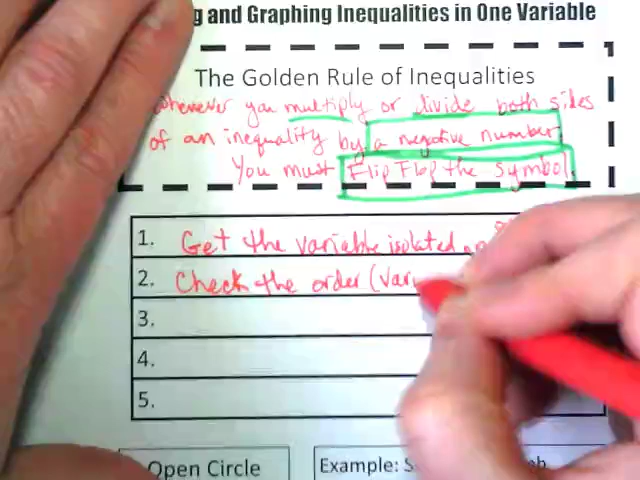 g and Graphing Inequalities in One Variable
The Golden Rule of Inequalities
Whenever you multiply or divide both sides
of an inequality by a negative number
You must Flip Flop the symbol
1. Get the variable isolated
2. Check the order (vari
3.
4.
5.
Open Circle
Example: S